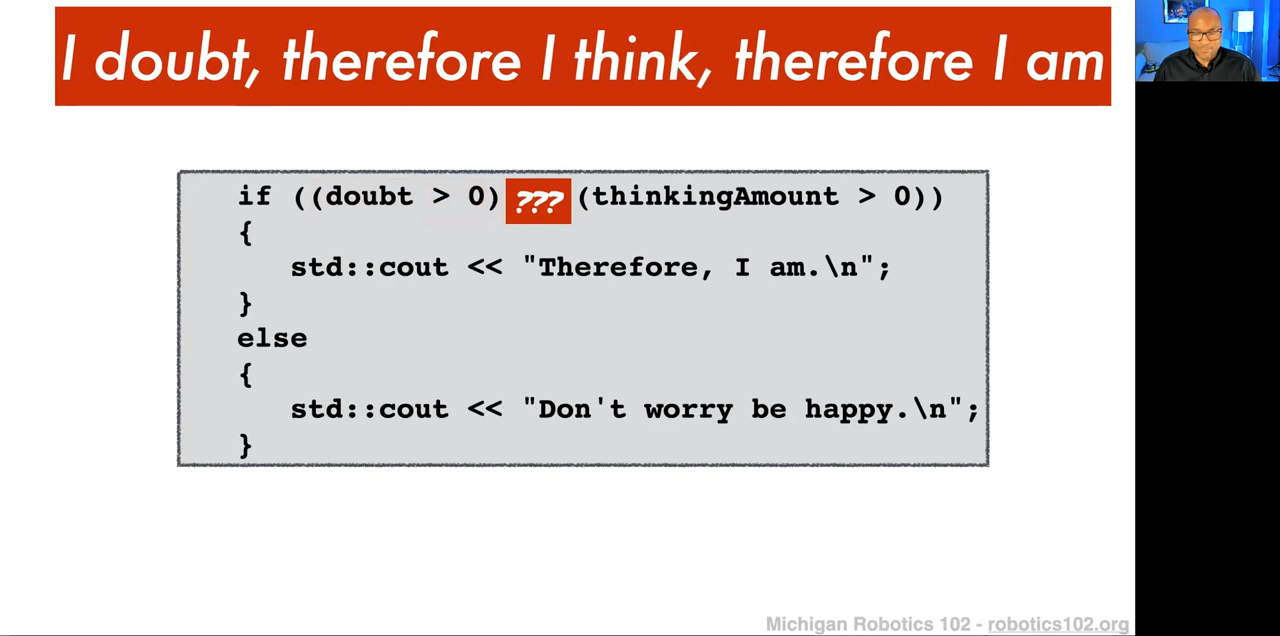 I doubt, therefore I think, therefore I am
if ((doubt > 0) ??? (thinkingAmount > 0))
{
std::cout << "Therefore, I am.\n";
}
else
{
std::cout << "Don't worry be happy.\n";
}
Michigan Robotics 102 - robotics102.org